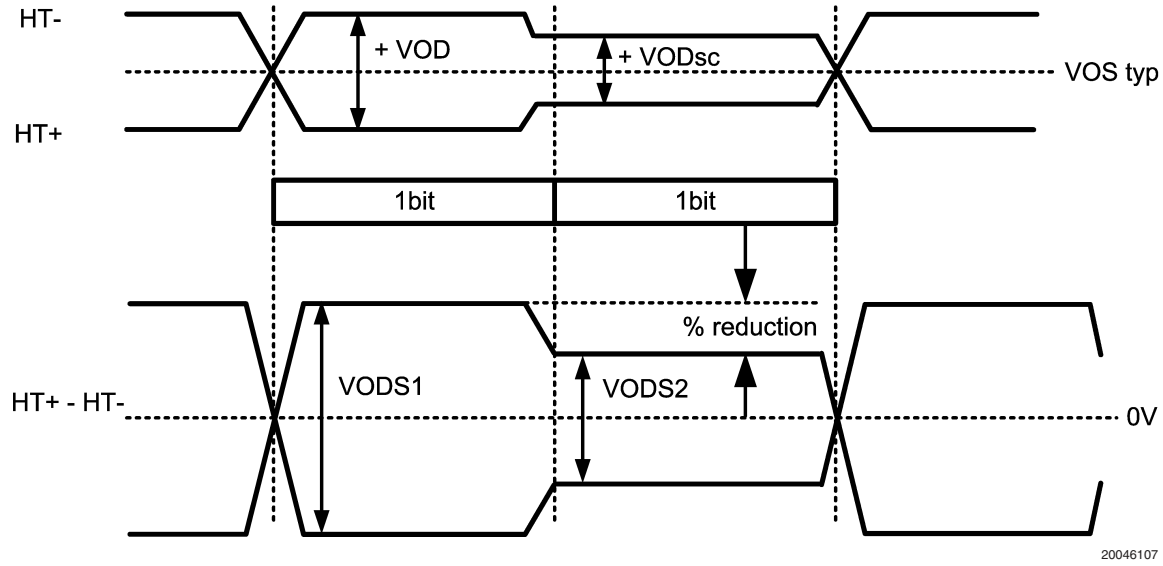 HT-
+ VOD
+ VODsc
VOS typ
HT+
1bit
1bit
% reduction
VODS1
VODS2
HT+ - HT-
0V
20046107